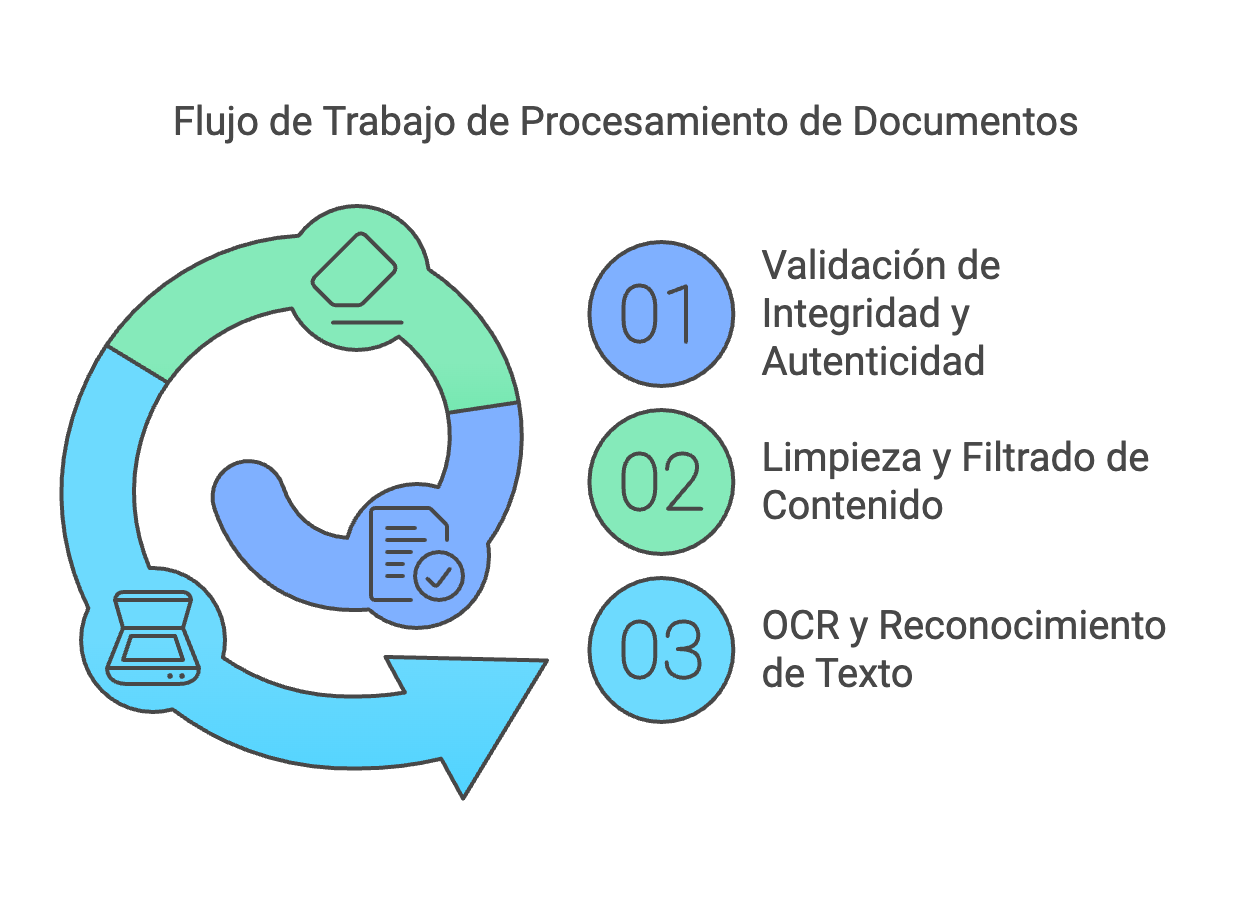 Flujo de Trabajo de Procesamiento de Documentos
01
Validación de
Integridad y
Autenticidad
02
Limpieza y Filtrado de
Contenido
03
OCR y Reconocimiento
de Texto